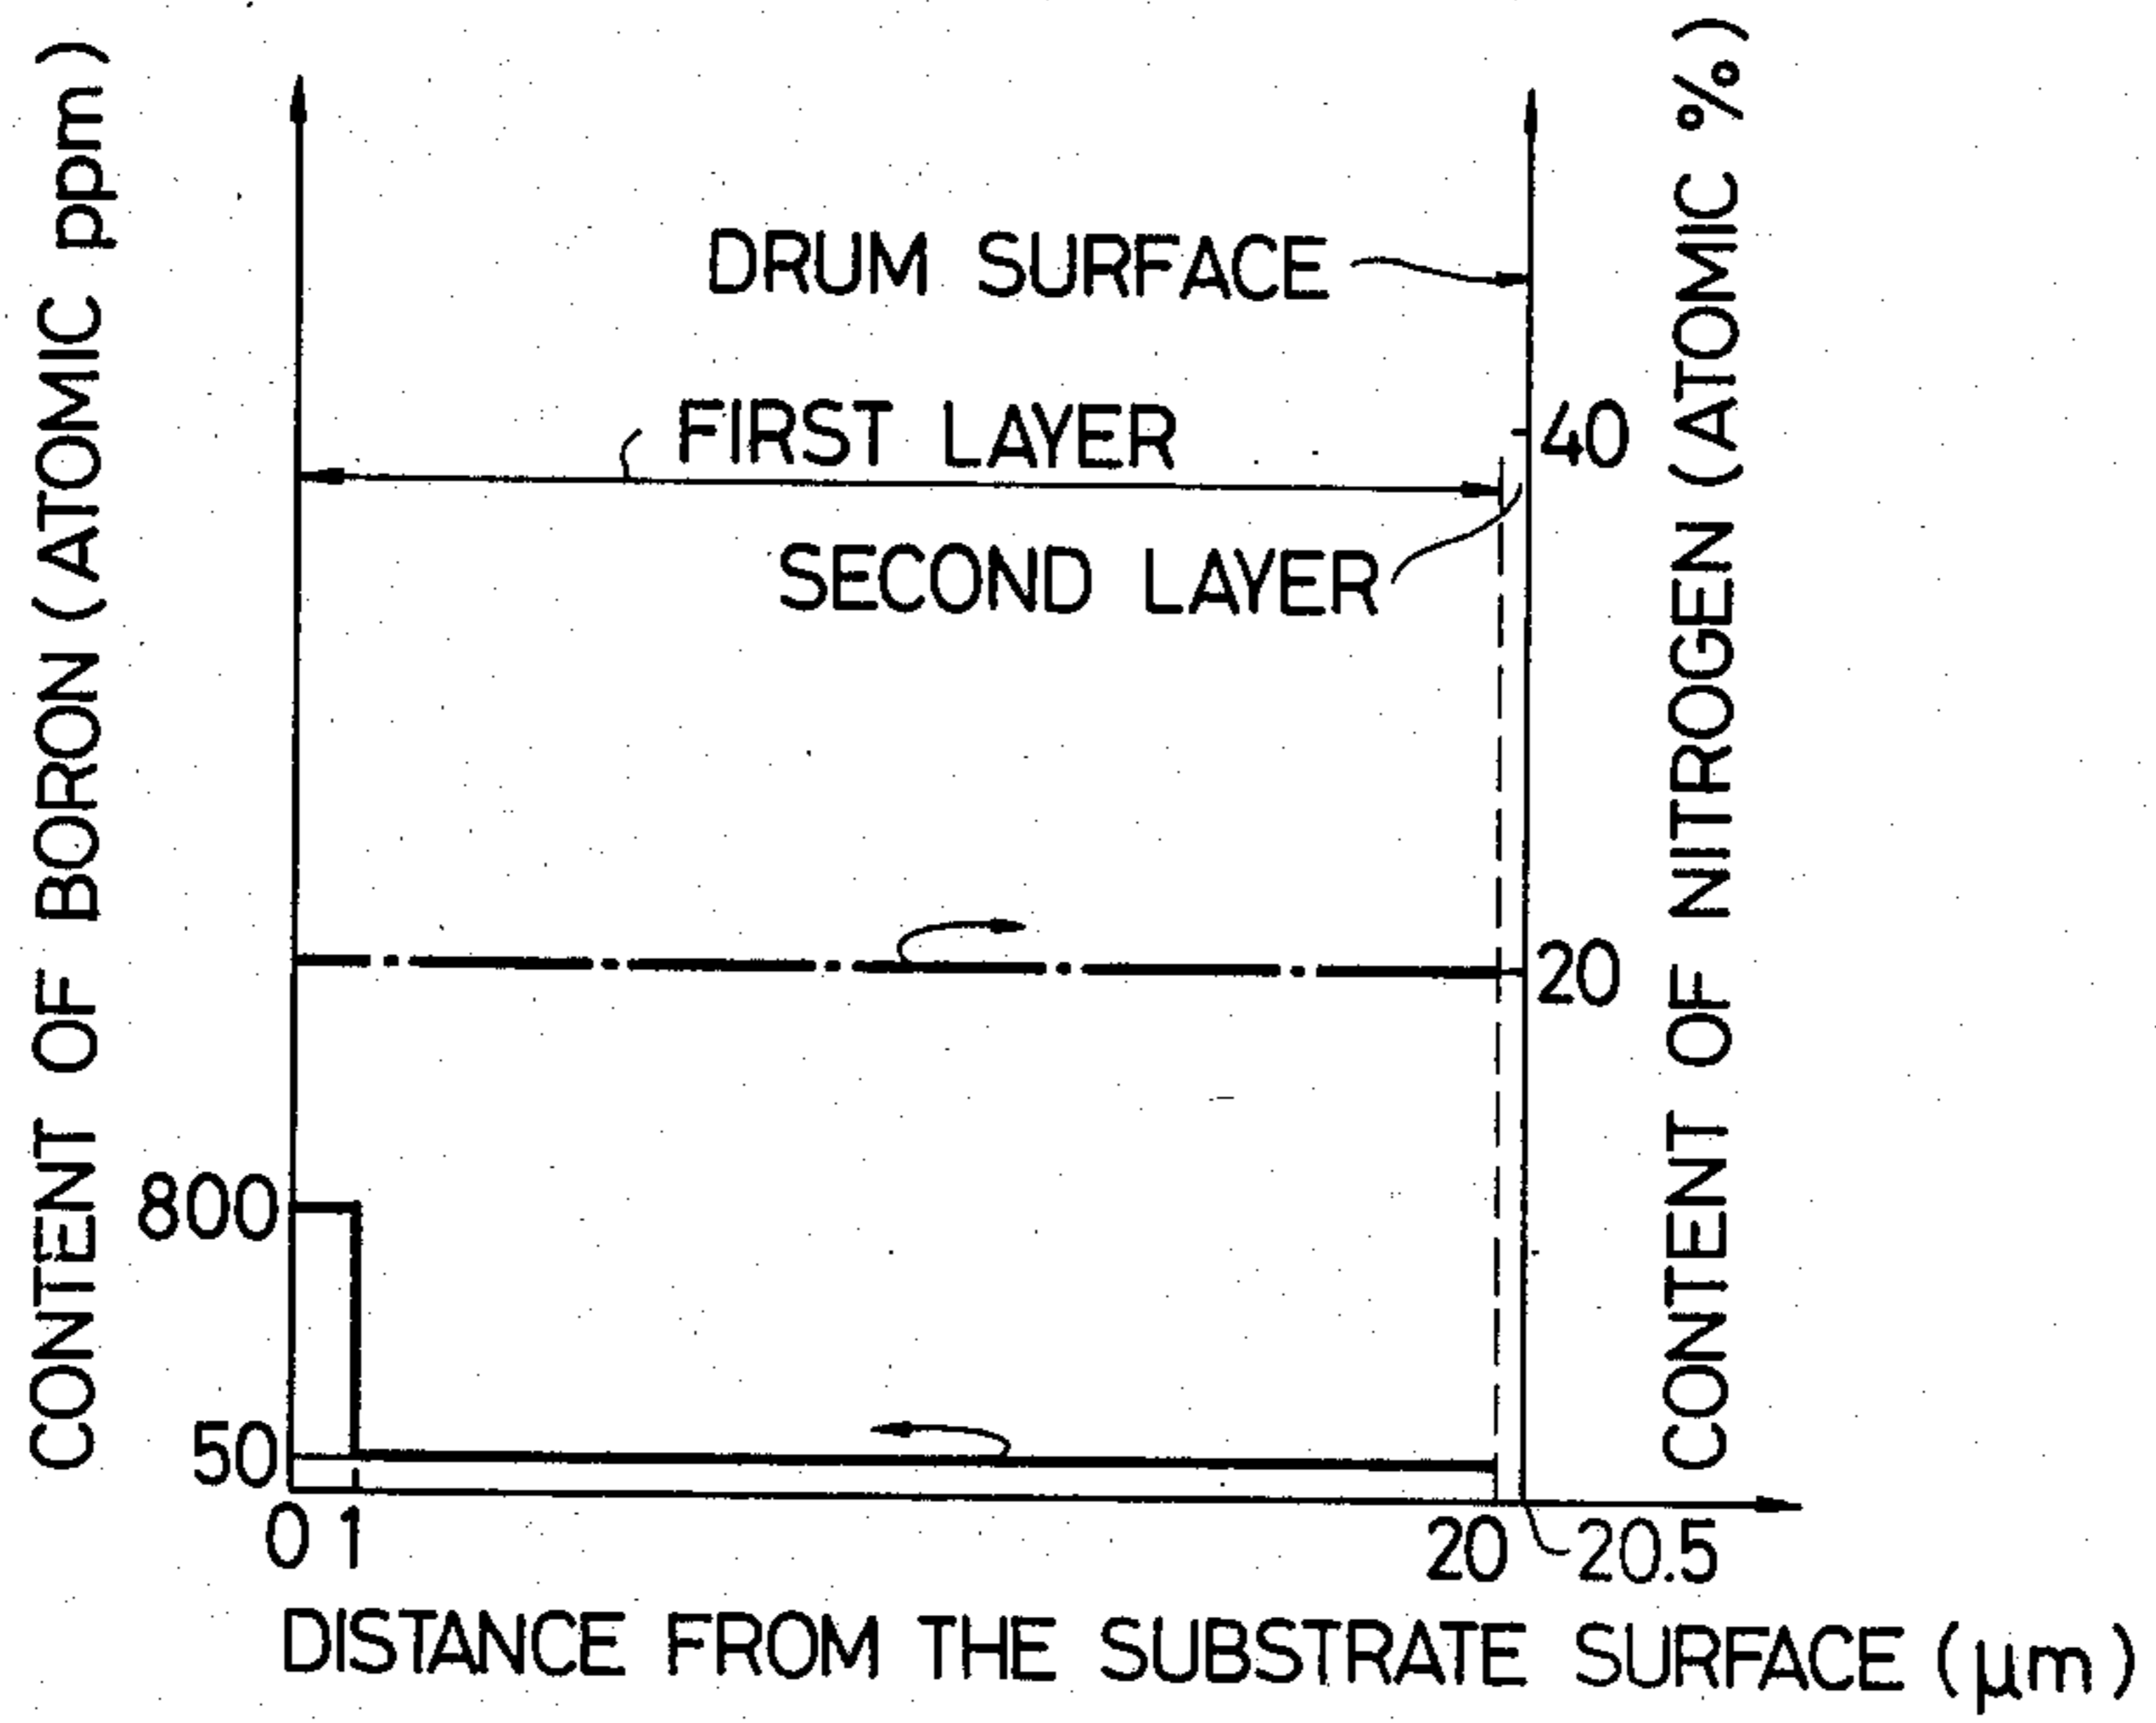 CONTENT OF BORON (ATOMIC ppm)
DRUM SURFACE
FIRST LAYER
SECOND LAYER
40
20
CONTENT OF NITROGEN (ATOMIC %)
800
50
0 1
20 20.5
DISTANCE FROM THE SUBSTRATE SURFACE (μm)